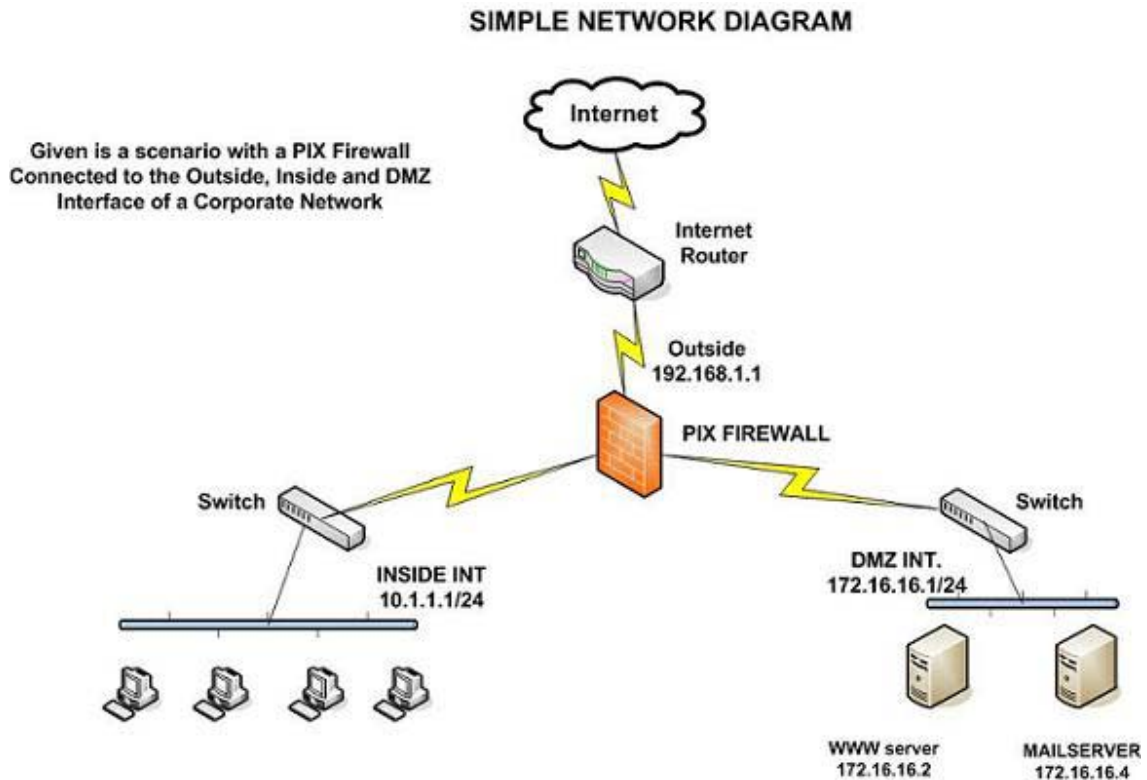 SIMPLE NETWORK DIAGRAM
Internet
Given is a scenario with a PIX Firewall
Connected to the Outside, Inside and DMZ
Interface of a Corporate Network
Internet
Router
Outside
192.168.1.1
PIX FIREWALL
Switch
Switch
INSIDE INT
10.1.1.1/24
DMZ INT.
172.16.16.1/24
WWW server
172.16.16.2
MAILSERVER
172.16.16.4